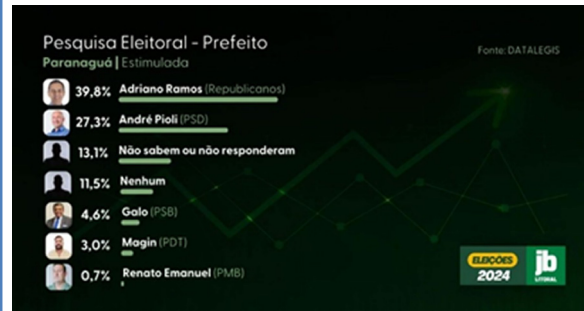 Pesquisa Eleitoral - Prefeito
Fonte: DATALEGIS
Paranaguá | Estimulada
39,8% Adriano Ramos (Republicanos)
27,3% André Pioli (PSD)
13,1% Não sabem ou não responderam
11,5% Nenhum
4,6% Galo (PSB)
3,0% Magin (PDT)
0,7% Renato Emanuel (PMB)
ELEIÇÕES
2024
jb
LITORAL